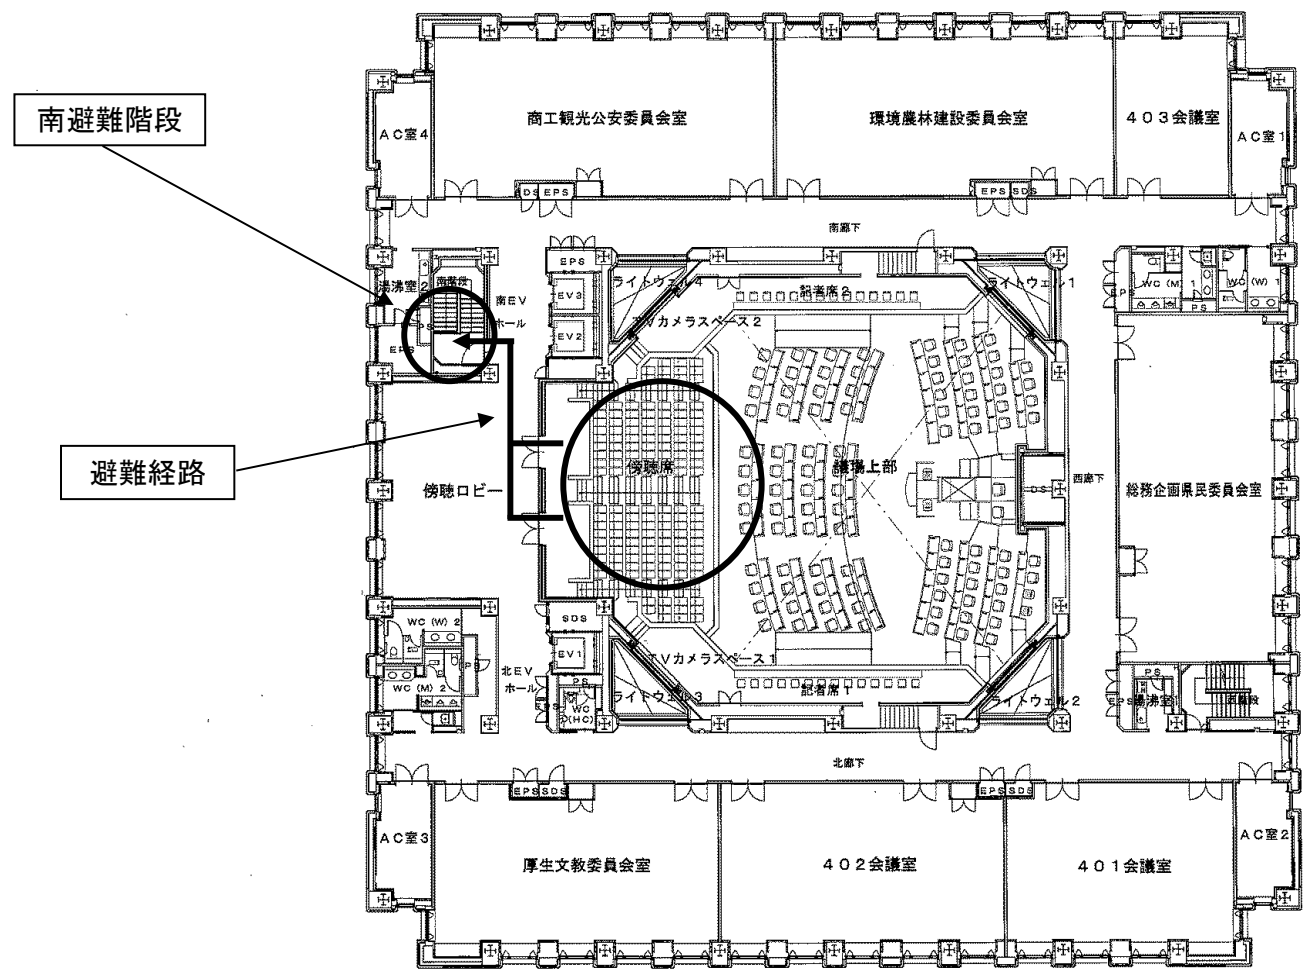 南避難階段
商工観光公安委員会室
環境農林建設委員会室
403会議室
AC室4
AC室1
EPS
EPS SDS
南廊下
EPS
湯沸室2
南階段
南EV
ホール
EV3
EV2
ライトウェル4
記者席2
ライトウェル1
TVカメラスペース2
EPS
WC (M) 1
WC (W) 1
PS
PS
EPS
避難経路
傍聴ロビー
傍聴席
議場上部
SDS
西廊下
総務企画県民委員会室
WC (W) 2
WC (M) 2
PS
SDS
EV1
北EV
ホール
PS
EPS
WC
(HC)
TVカメラスペース1
ライトウェル3
記者席1
ライトウェル2
PS
EPS
湯沸室1
北廊下
EPS SDS
EPS SDS
AC室3
AC室2
厚生文教委員会室
402会議室
401会議室